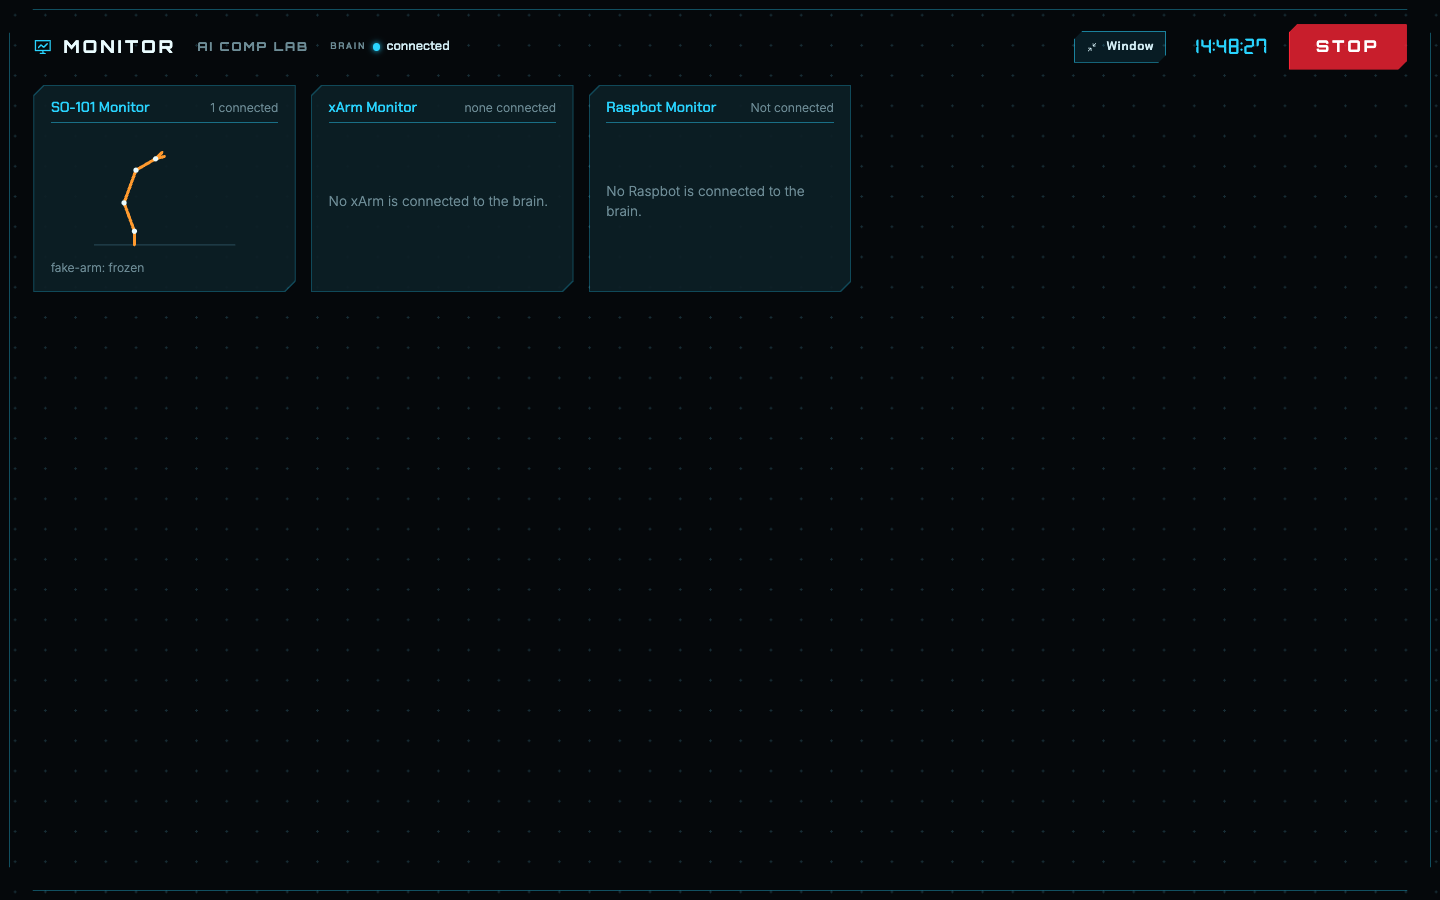 MONITOR AI COMP LAB BRAIN connected Window 14:48:27 STOP
SO-101 Monitor 1 connected
fake-arm: frozen
xArm Monitor none connected
No xArm is connected to the brain.
Raspbot Monitor Not connected
No Raspbot is connected to the
brain.